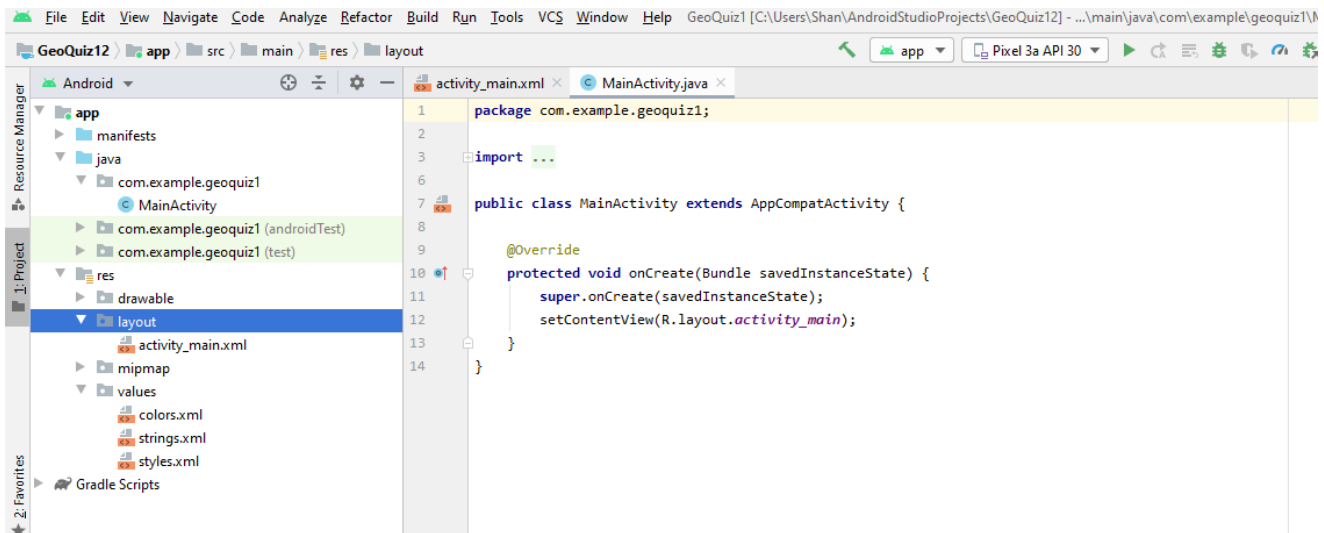 File Edit View Navigate Code Analyze Refactor Build Run Tools VCS Window Help GeoQuiz1 [C:\Users\Shan\AndroidStudioProjects\GeoQuiz12] - ...\main\java\com\example\geoquiz1\M
GeoQuiz12 app src main res layout app Pixel 3a API 30
Resource Manager
1: Project
2: Favorites
Android
app
manifests
java
com.example.geoquiz1
MainActivity
com.example.geoquiz1 (androidTest)
com.example.geoquiz1 (test)
res
drawable
layout
activity_main.xml
mipmap
values
colors.xml
strings.xml
styles.xml
Gradle Scripts
activity_main.xml MainActivity.java
1 package com.example.geoquiz1;
2
3 import ...
6
7 public class MainActivity extends AppCompatActivity {
8
9 @Override
10 protected void onCreate(Bundle savedInstanceState) {
11 super.onCreate(savedInstanceState);
12 setContentView(R.layout.activity_main);
13 }
14 }